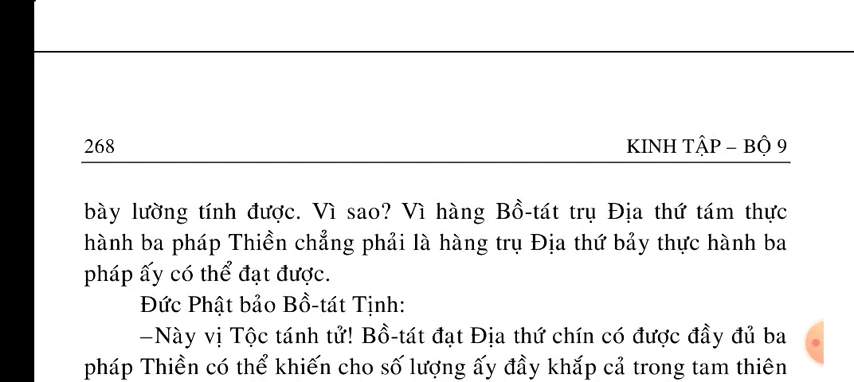 268 KINH TẬP – BỘ 9
bày lường tính được. Vì sao? Vì hàng Bồ-tát trụ Địa thứ tám thực
hành ba pháp Thiền chẳng phải là hàng trụ Địa thứ bảy thực hành ba
pháp ấy có thể đạt được.
Đức Phật bảo Bồ-tát Tịnh:
–Này vị Tộc tánh tử! Bồ-tát đạt Địa thứ chín có được đầy đủ ba
pháp Thiền có thể khiến cho số lượng ấy đầy khắp cả trong tam thiên